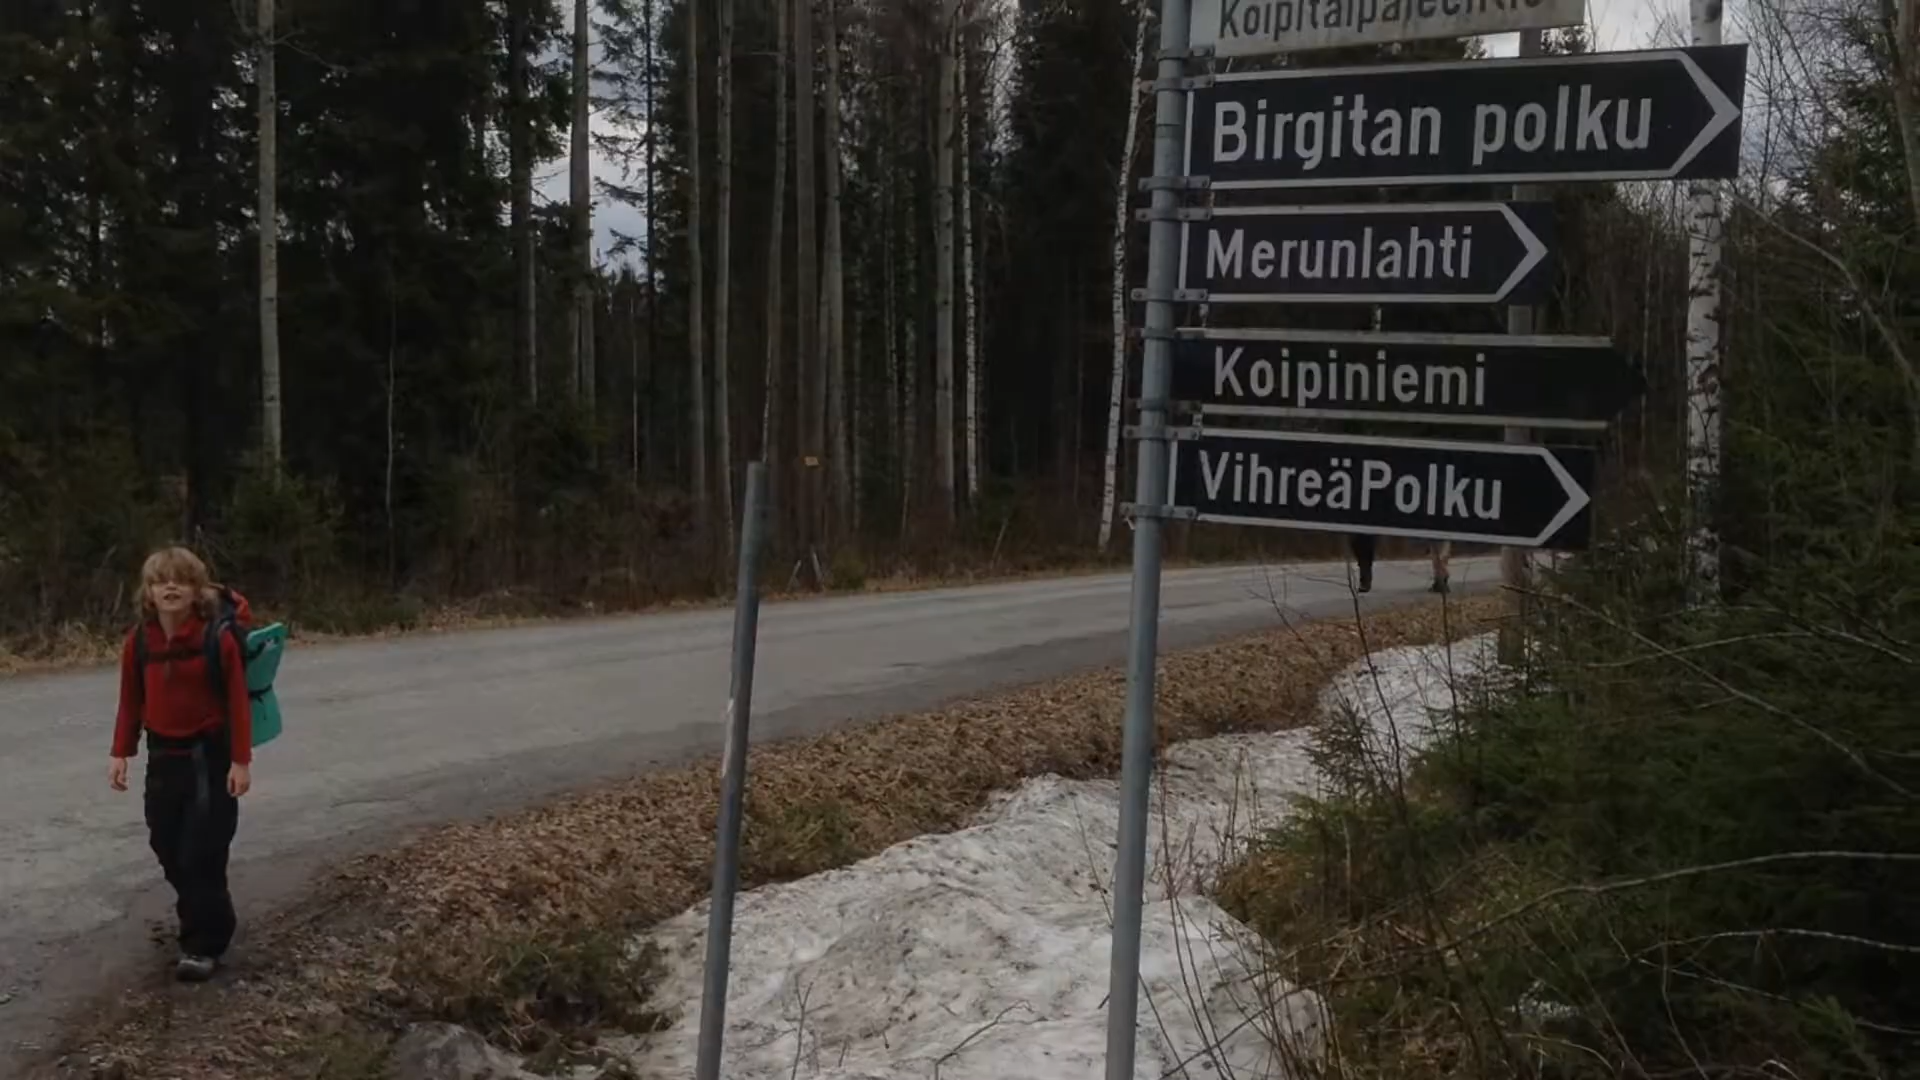 Birgitan polku
Merunlahti
Koipiniemi
VihreäPolku